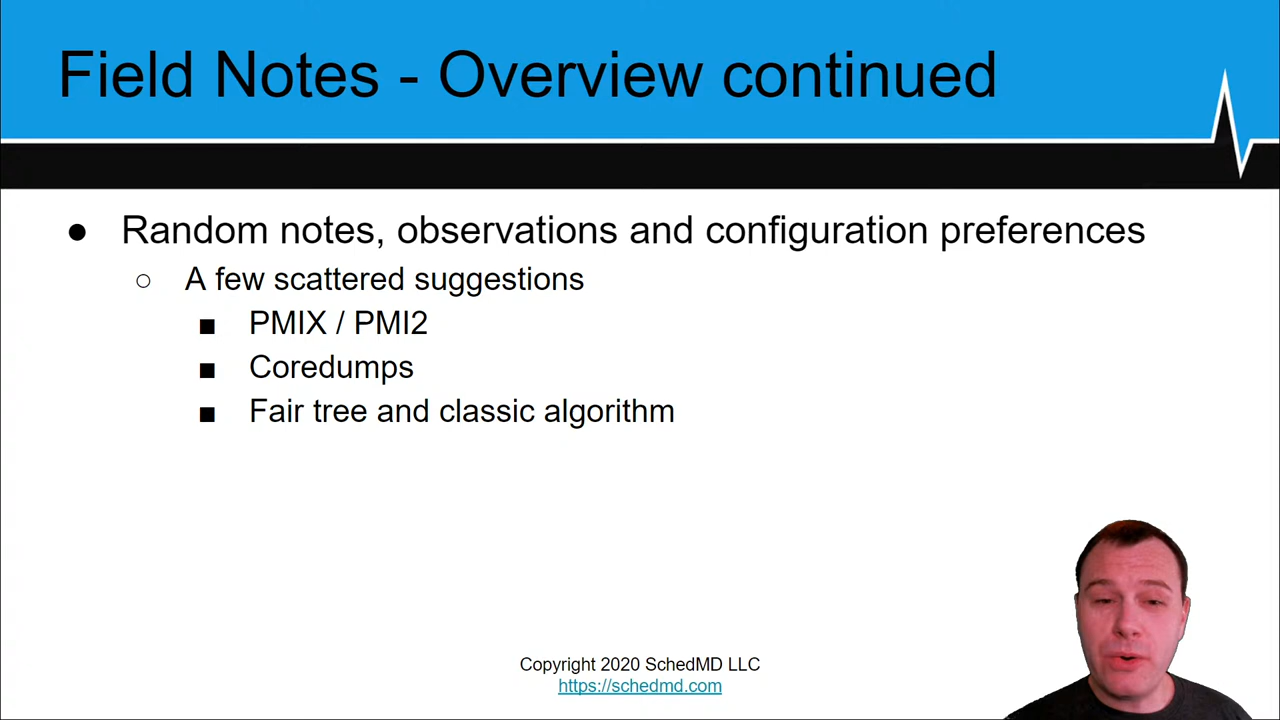 Field Notes - Overview continued
● Random notes, observations and configuration preferences
○ A few scattered suggestions
■ PMIX / PMI2
■ Coredumps
■ Fair tree and classic algorithm
Copyright 2020 SchedMD LLC
https://schedmd.com